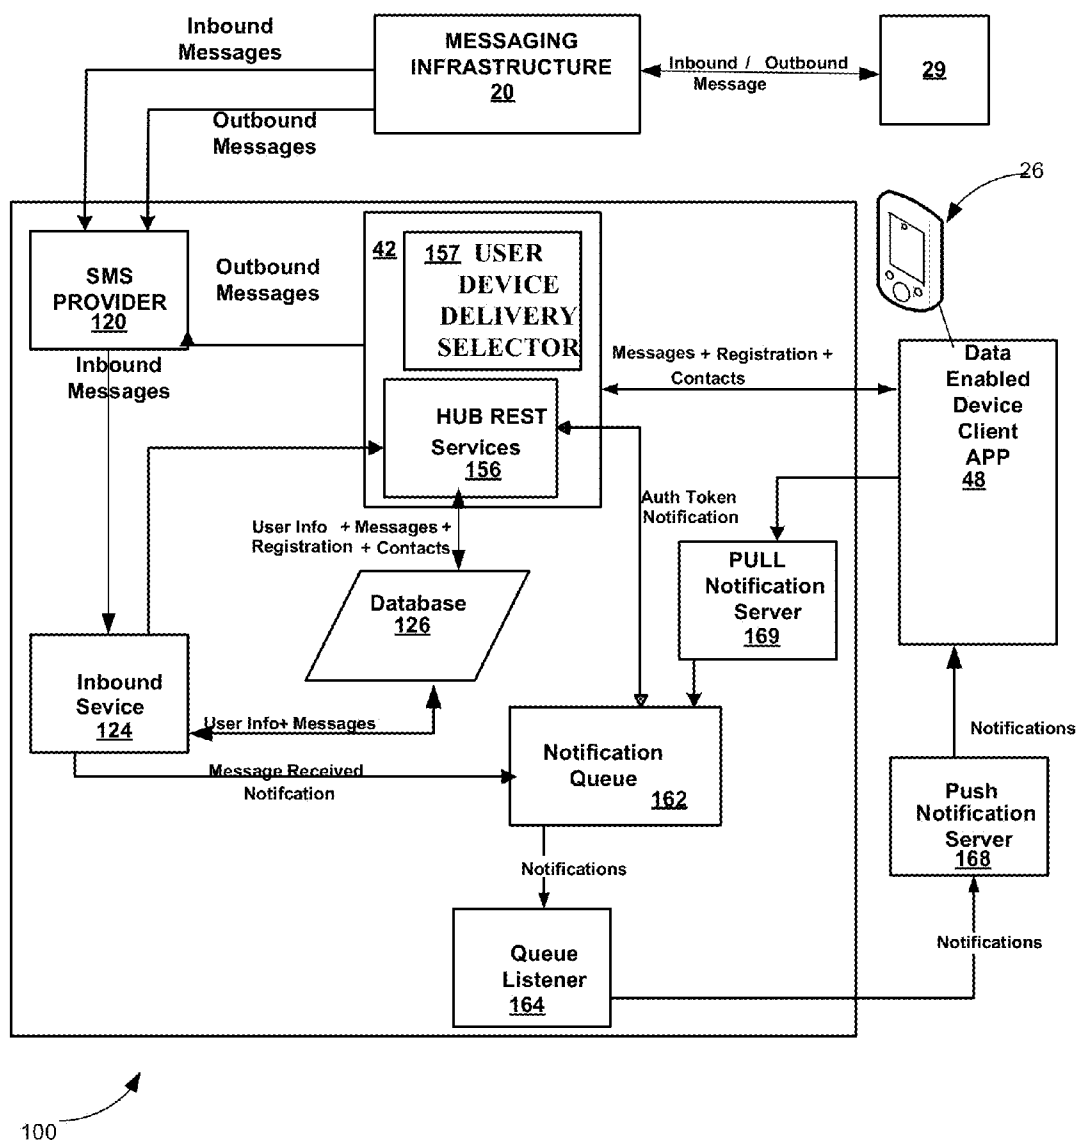 Inbound
Messages
MESSAGING
INFRASTRUCTURE
20
Inbound / Outbound
Message
29
Outbound
Messages
26
SMS
PROVIDER
120
Outbound
Messages
42
157 USER
DEVICE
DELIVERY
SELECTOR
Inbound
Messages
Messages + Registration +
Contacts
Data
Enabled
Device
Client
APP
48
HUB REST
Services
156
Auth Token
Notification
User Info + Messages +
Registration + Contacts
PULL
Notification
Server
169
Database
126
Inbound
Sevice
124
User Info+ Messages
Message Received
Notifcation
Notification
Queue
162
Notifications
Push
Notification
Server
168
Notifications
Notifications
Queue
Listener
164
100